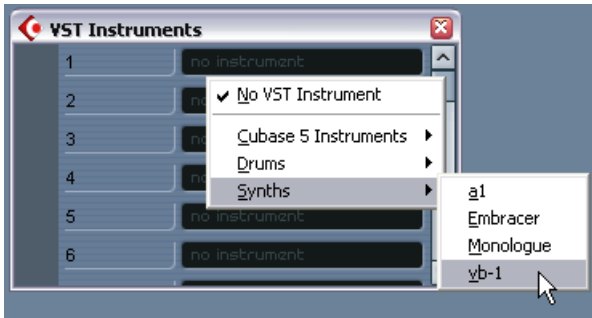 VST Instruments
1 no instrument
2
3
4
5 no instrument
6 no instrument
No VST Instrument
Cubase 5 Instruments
Drums
Synths
a1
Embracer
Monologue
vb-1